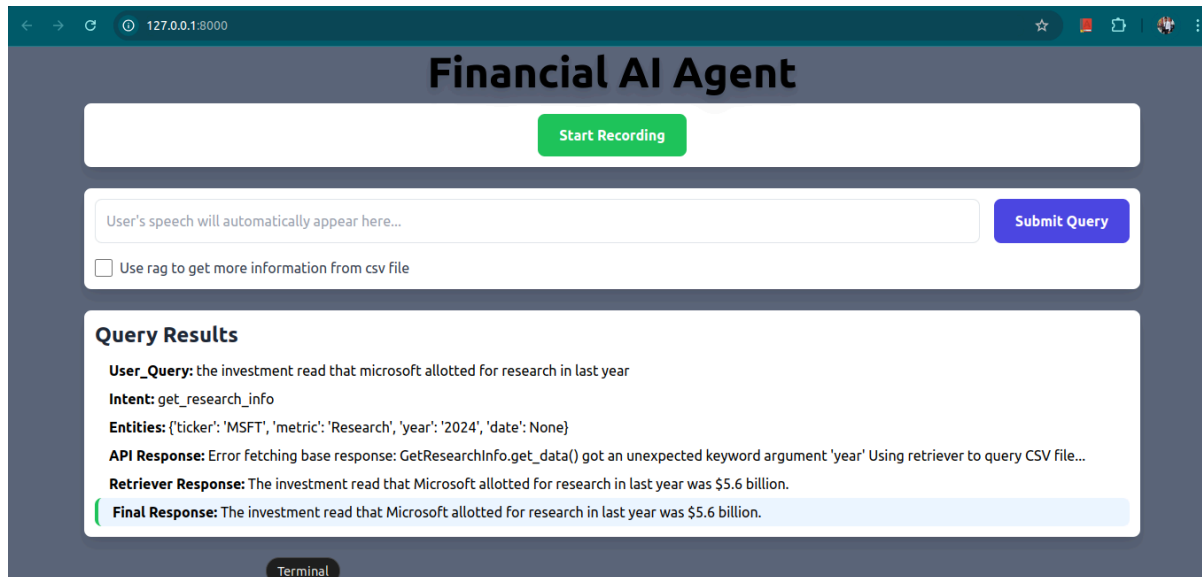 127.0.0.1:8000
Financial AI Agent
Start Recording
User's speech will automatically appear here...
Submit Query
Use rag to get more information from csv file
Query Results
User_Query: the investment read that microsoft allotted for research in last year
Intent: get_research_info
Entities: {'ticker': 'MSFT', 'metric': 'Research', 'year': '2024', 'date': None}
API Response: Error fetching base response: GetResearchInfo.get_data() got an unexpected keyword argument 'year' Using retriever to query CSV file...
Retriever Response: The investment read that Microsoft allotted for research in last year was $5.6 billion.
Final Response: The investment read that Microsoft allotted for research in last year was $5.6 billion.
Terminal